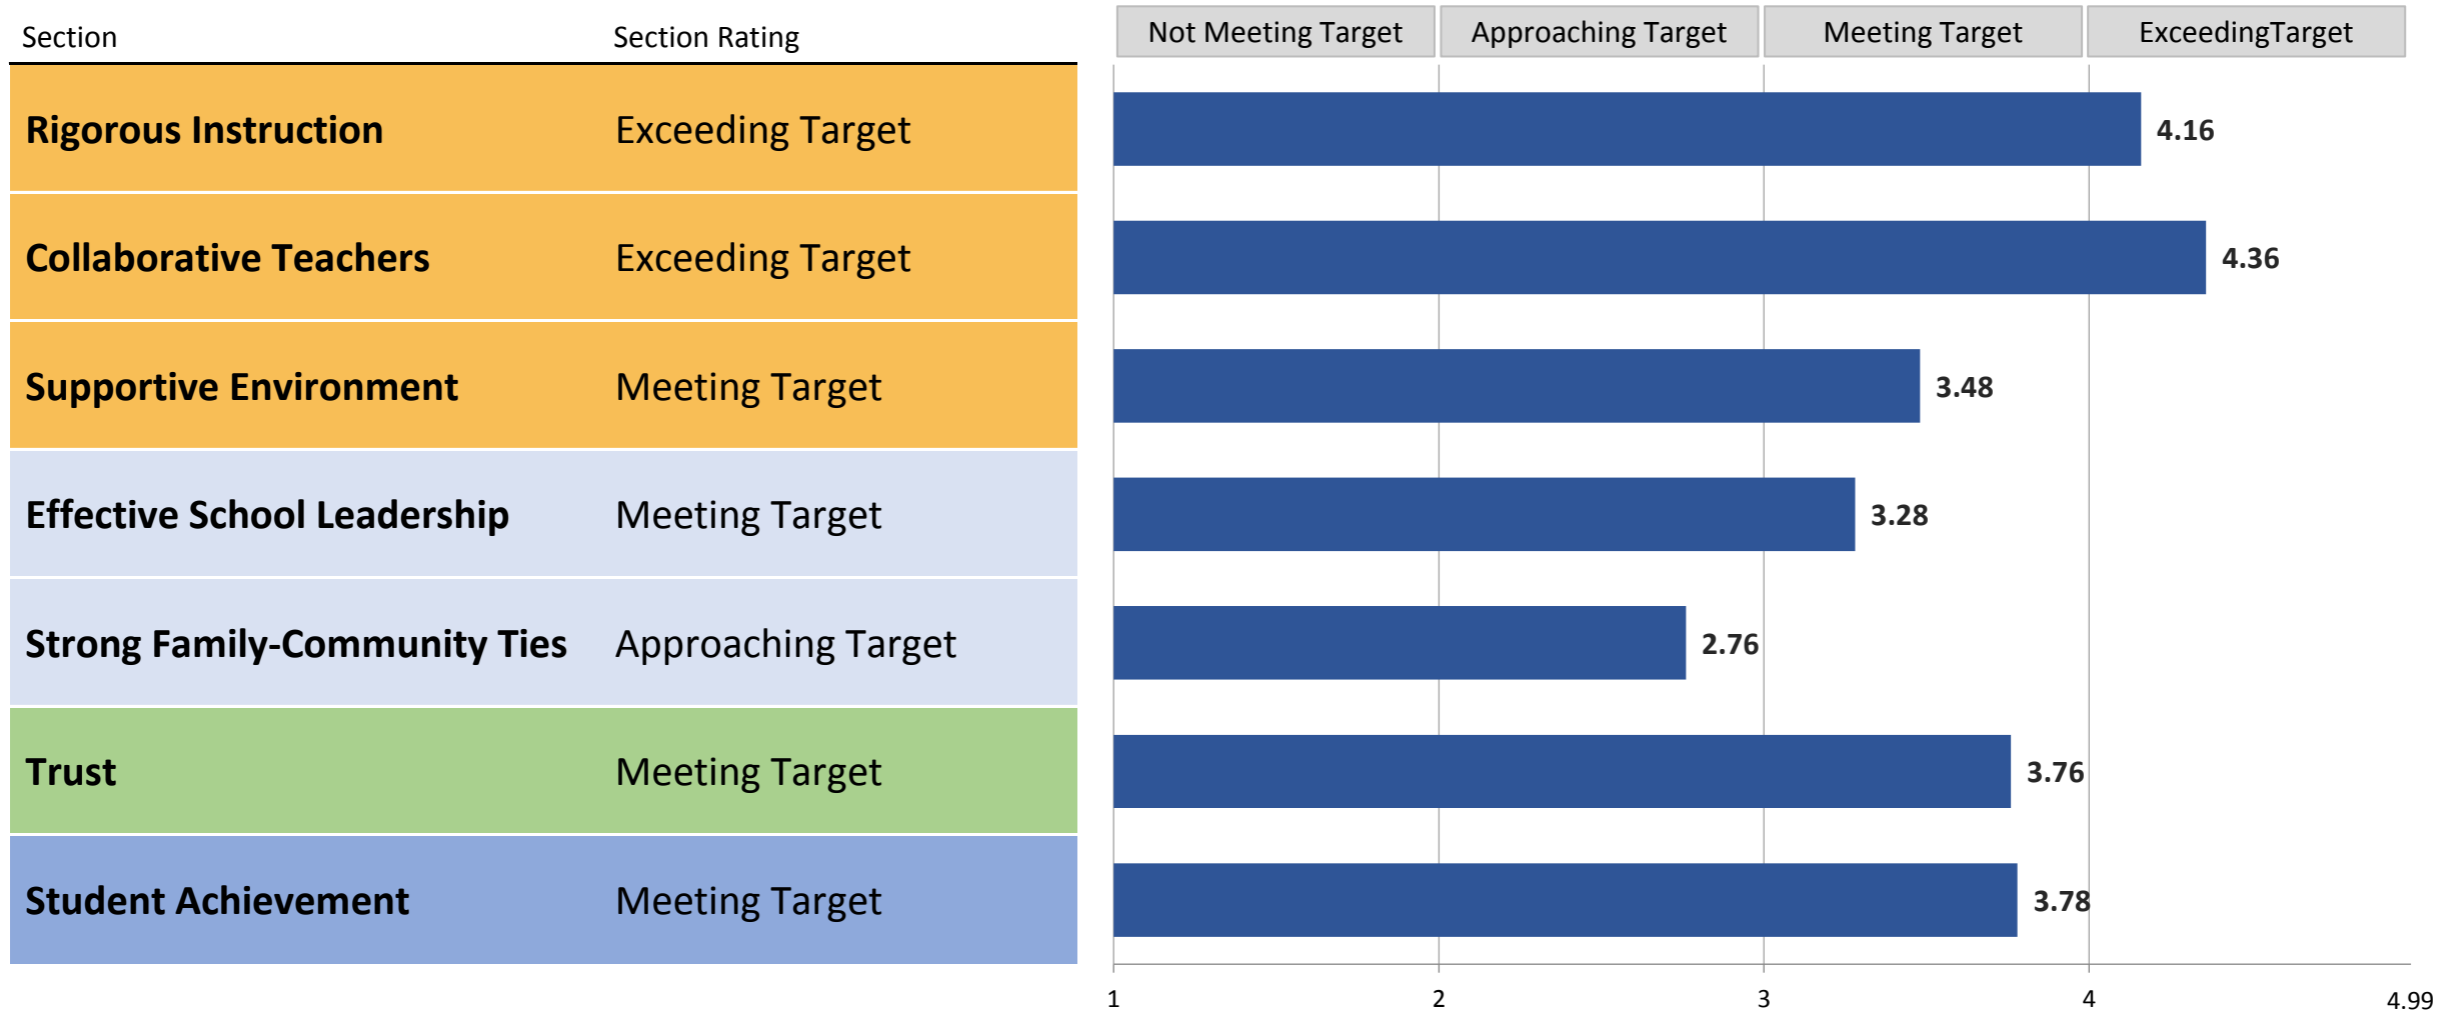 Section Section Rating Not Meeting Target Approaching Target Meeting Target ExceedingTarget
Rigorous Instruction Exceeding Target 4.16
Collaborative Teachers Exceeding Target 4.36
Supportive Environment Meeting Target 3.48
Effective School Leadership Meeting Target 3.28
Strong Family-Community Ties Approaching Target 2.76
Trust Meeting Target 3.76
Student Achievement Meeting Target 3.78
1 2 3 4 4.99